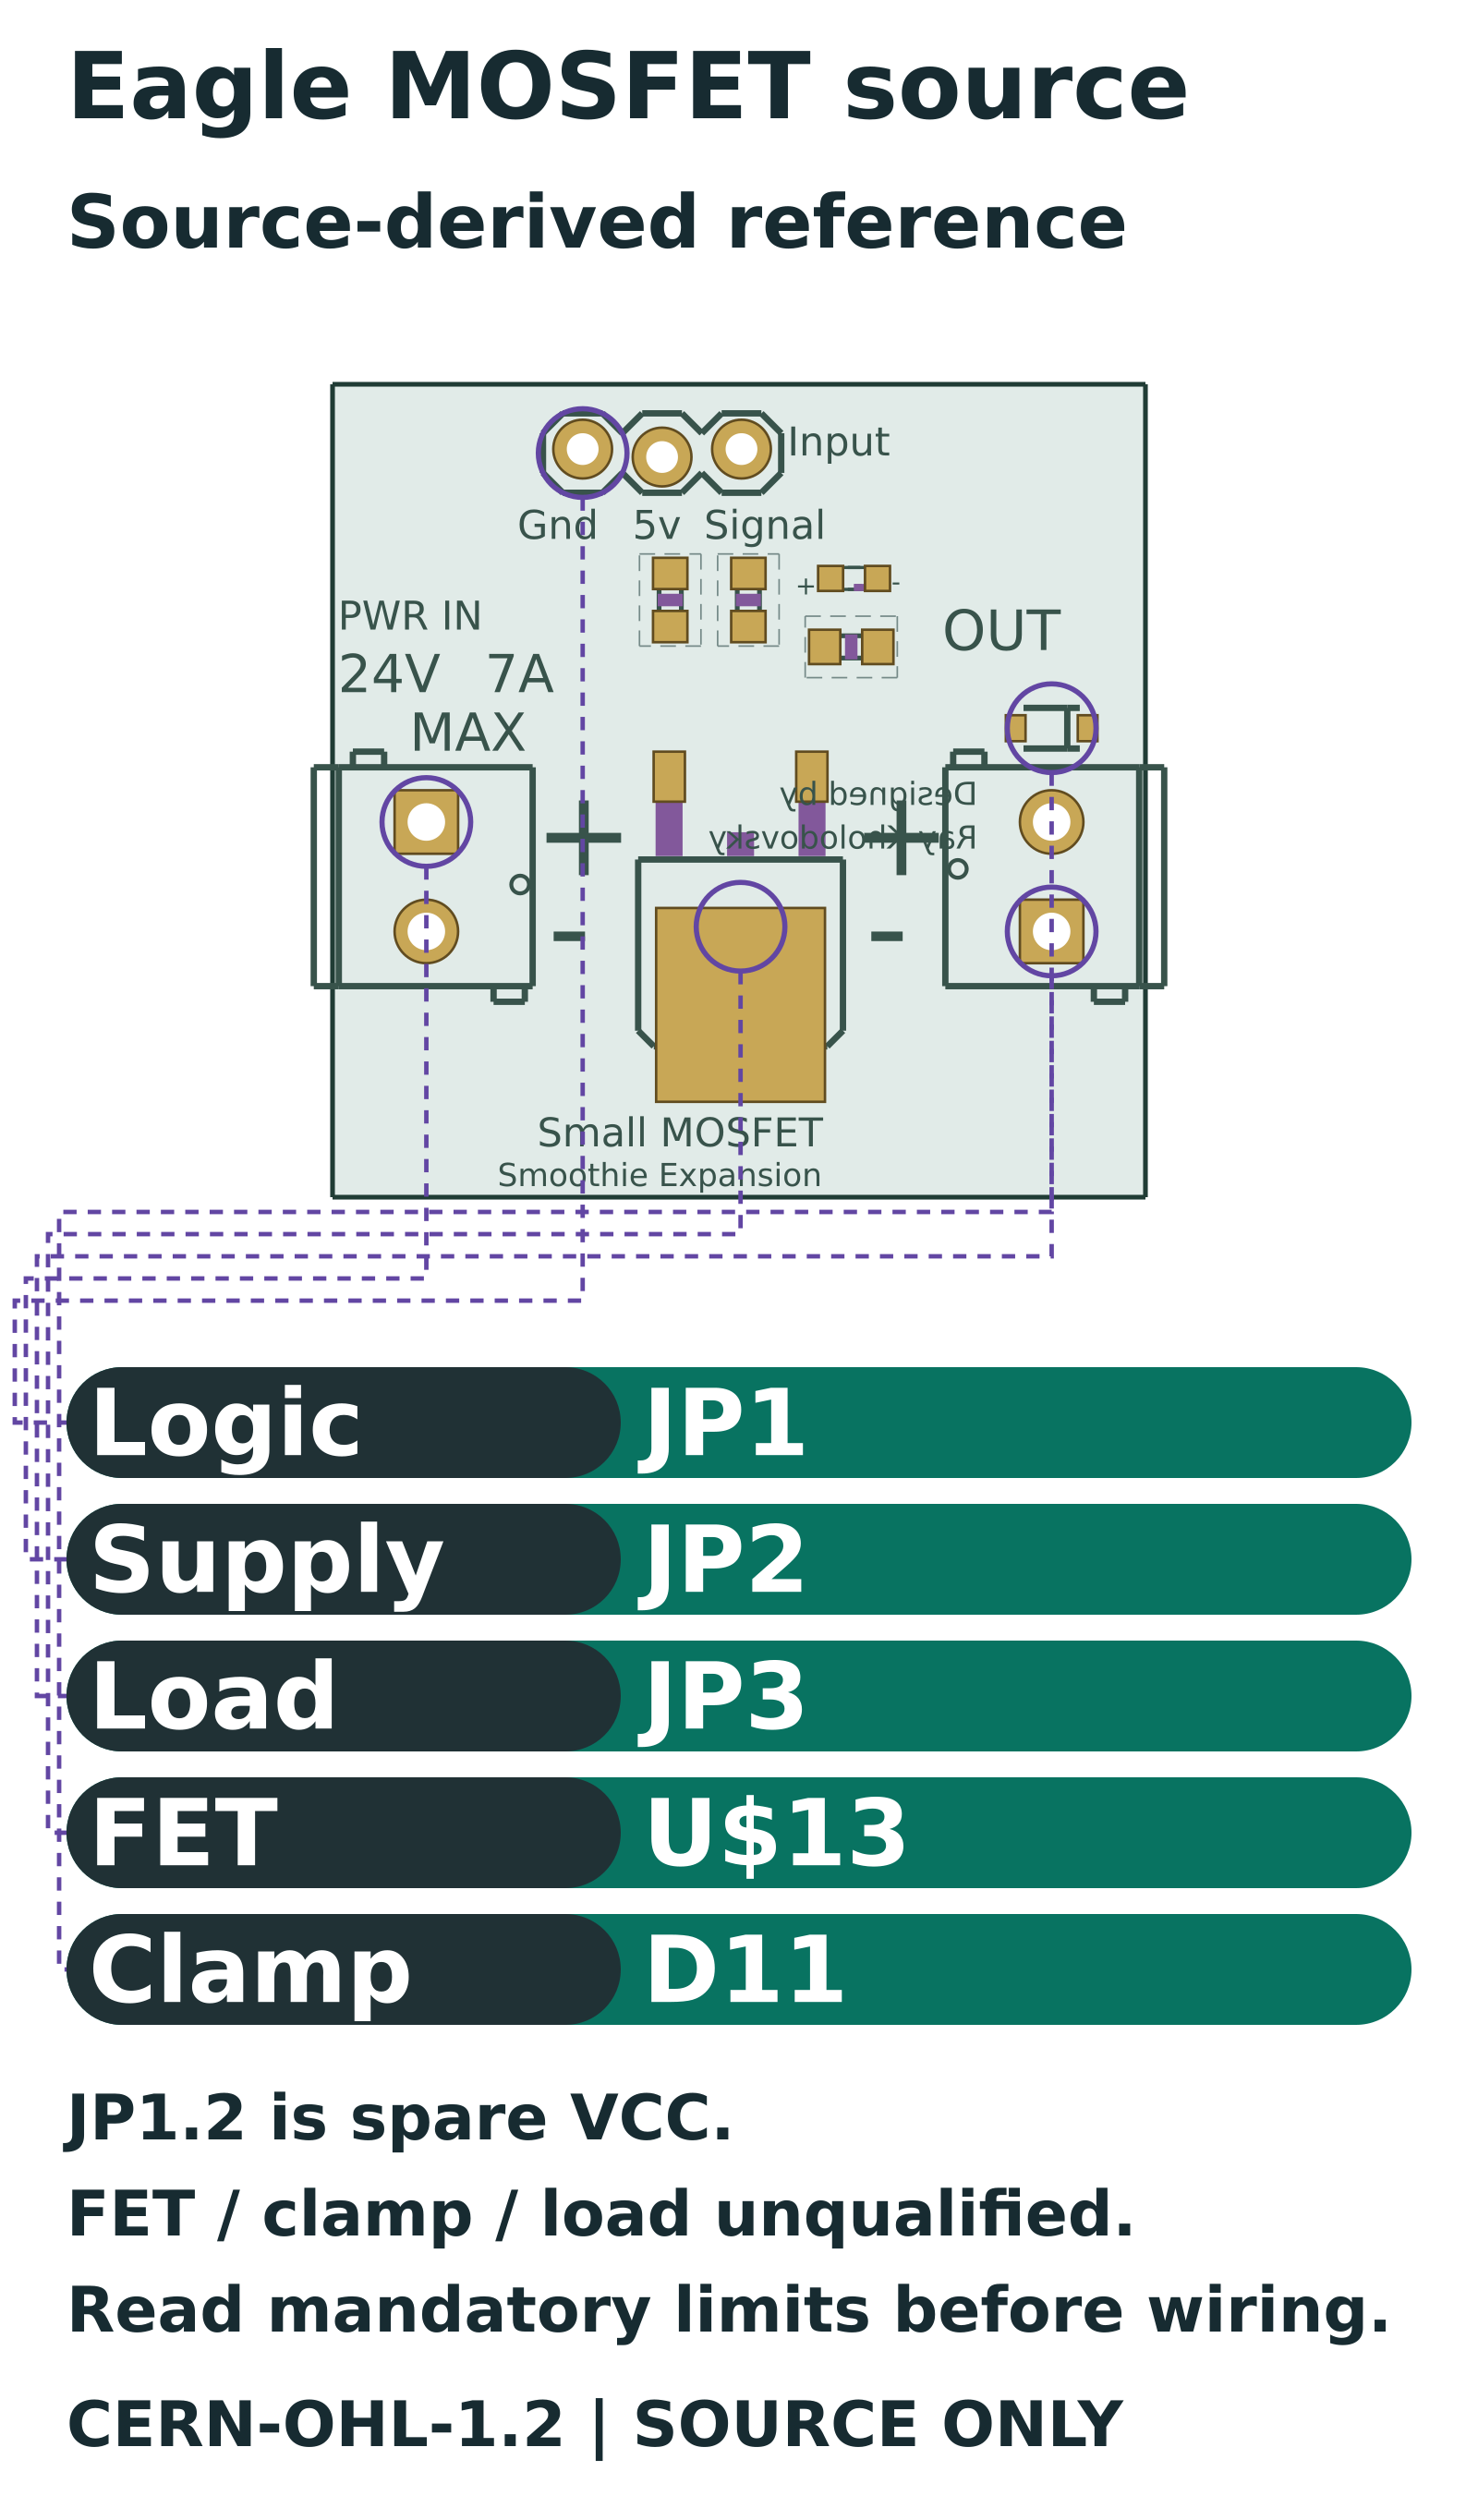 Eagle MOSFET source
Source-derived reference
Input
Gnd 5v Signal
+ -
PWR IN
OUT
24V 7A
MAX
Designed by
Ray Kholodovsky
+ +
- -
Small MOSFET
Smoothie Expansion
Logic JP1
Supply JP2
Load JP3
FET U$13
Clamp D11
JP1.2 is spare VCC.
FET / clamp / load unqualified.
Read mandatory limits before wiring.
CERN-OHL-1.2 | SOURCE ONLY